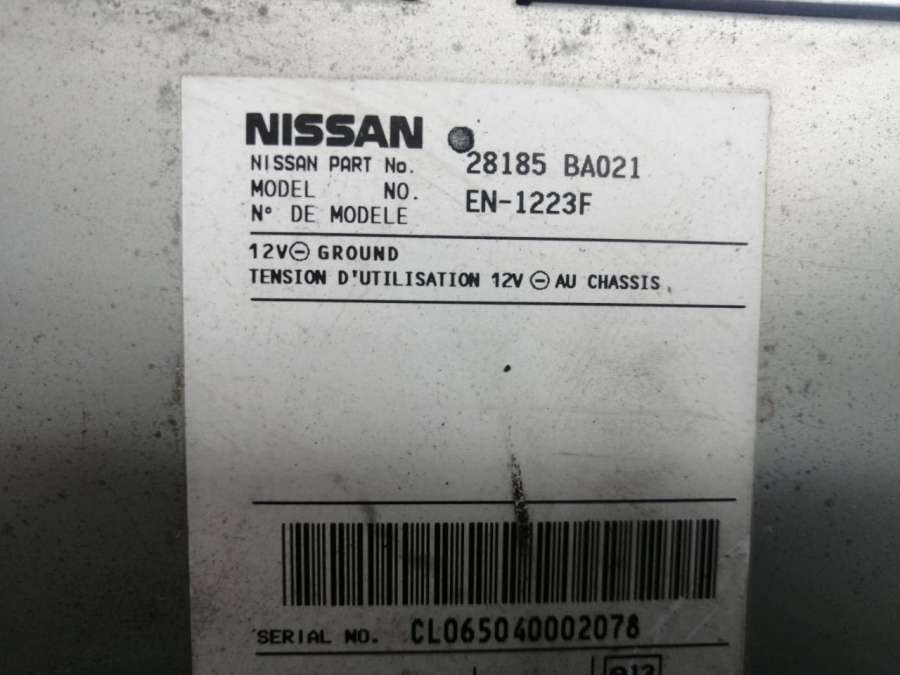 NISSAN
NISSAN PART No. 28185 BA021
MODEL NO. EN-1223F
N° DE MODELE
12V⊖ GROUND
TENSION D'UTILISATION 12V ⊖ AU CHASSIS
SERIAL NO. CL065040002078